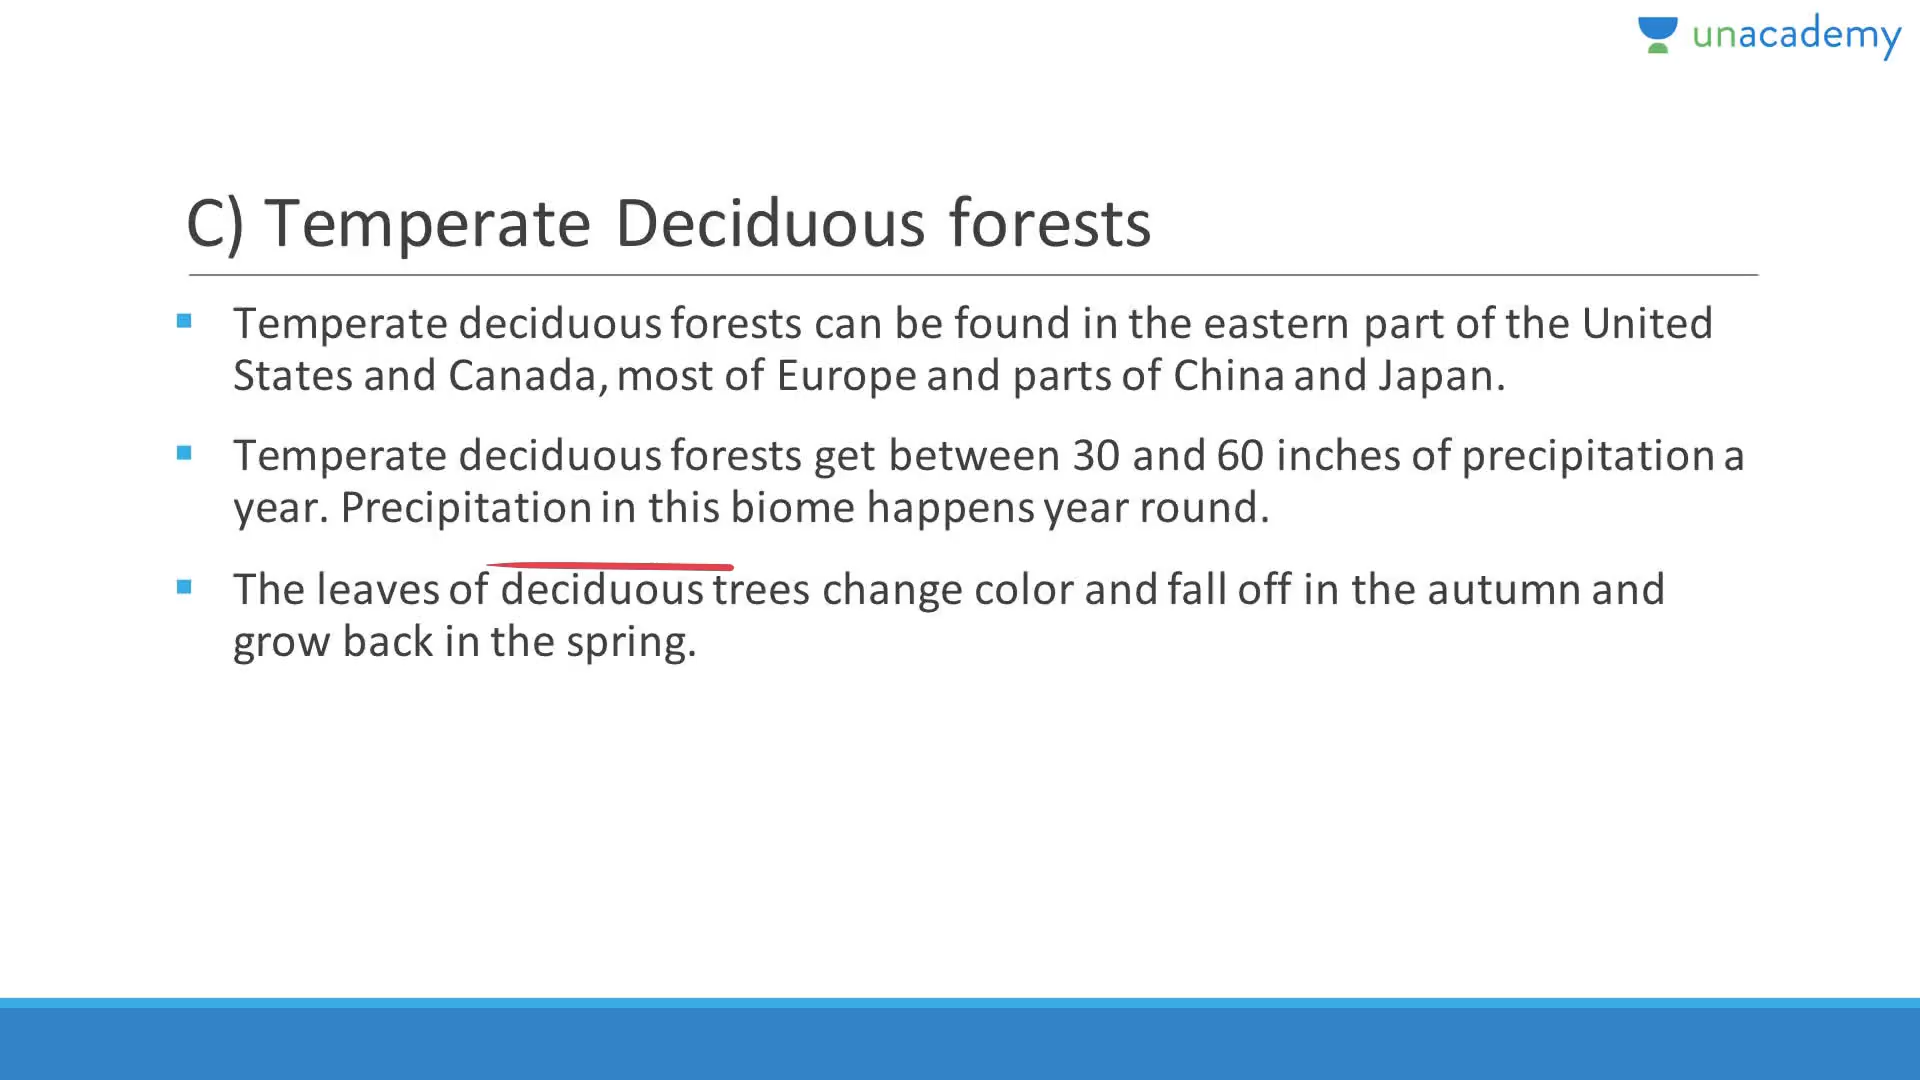 unacademy
C) Temperate Deciduous forests
Temperate deciduous forests can be found in the eastern part of the United
States and Canada, most of Europe and parts of China and Japan.
Temperate deciduous forests get between 30 and 60 inches of precipitation a
year. Precipitation in this biome happens year round.
The leaves of deciduous trees change color and fall off in the autumn and
grow back in the spring.